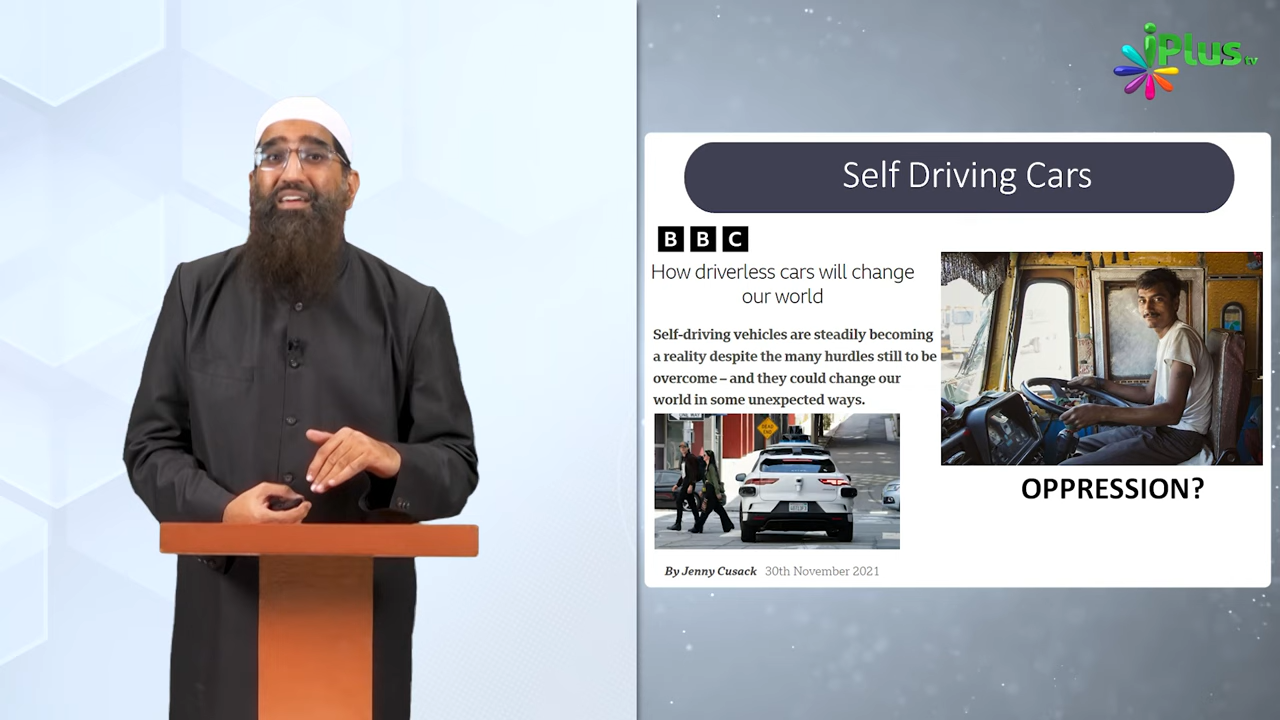 iPlus tv
Self Driving Cars
BBC
How driverless cars will change
our world
Self-driving vehicles are steadily becoming
a reality despite the many hurdles still to be
overcome – and they could change our
world in some unexpected ways.
OPPRESSION?
By Jenny Cusack 30th November 2021